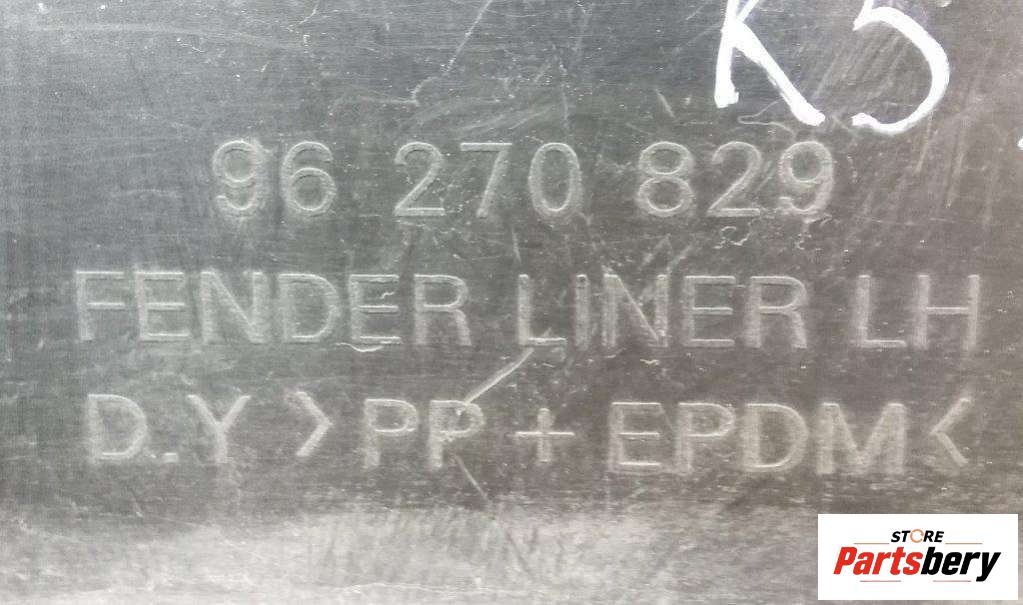 K5
96 270 829
FENDER LINER LH
D.Y >PP + EPDM<
STORE
Partsbery